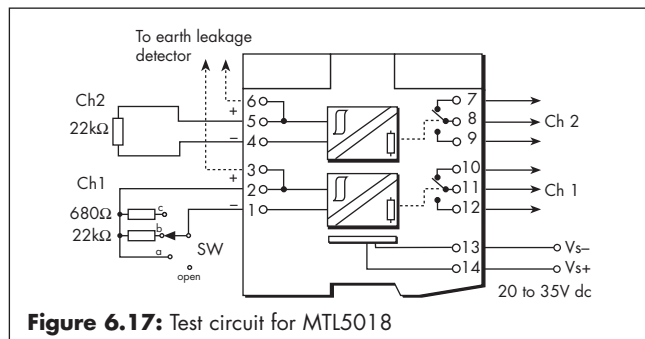 To earth leakage
detector
Ch2
22kΩ
+
−
6
5
4
3
2
1
+
−
Ch1
680Ω
22kΩ
c
b
a
SW
open
7
8
9
Ch 2
10
11
12
Ch 1
13
14
Vs−
Vs+
20 to 35V dc
Figure 6.17: Test circuit for MTL5018